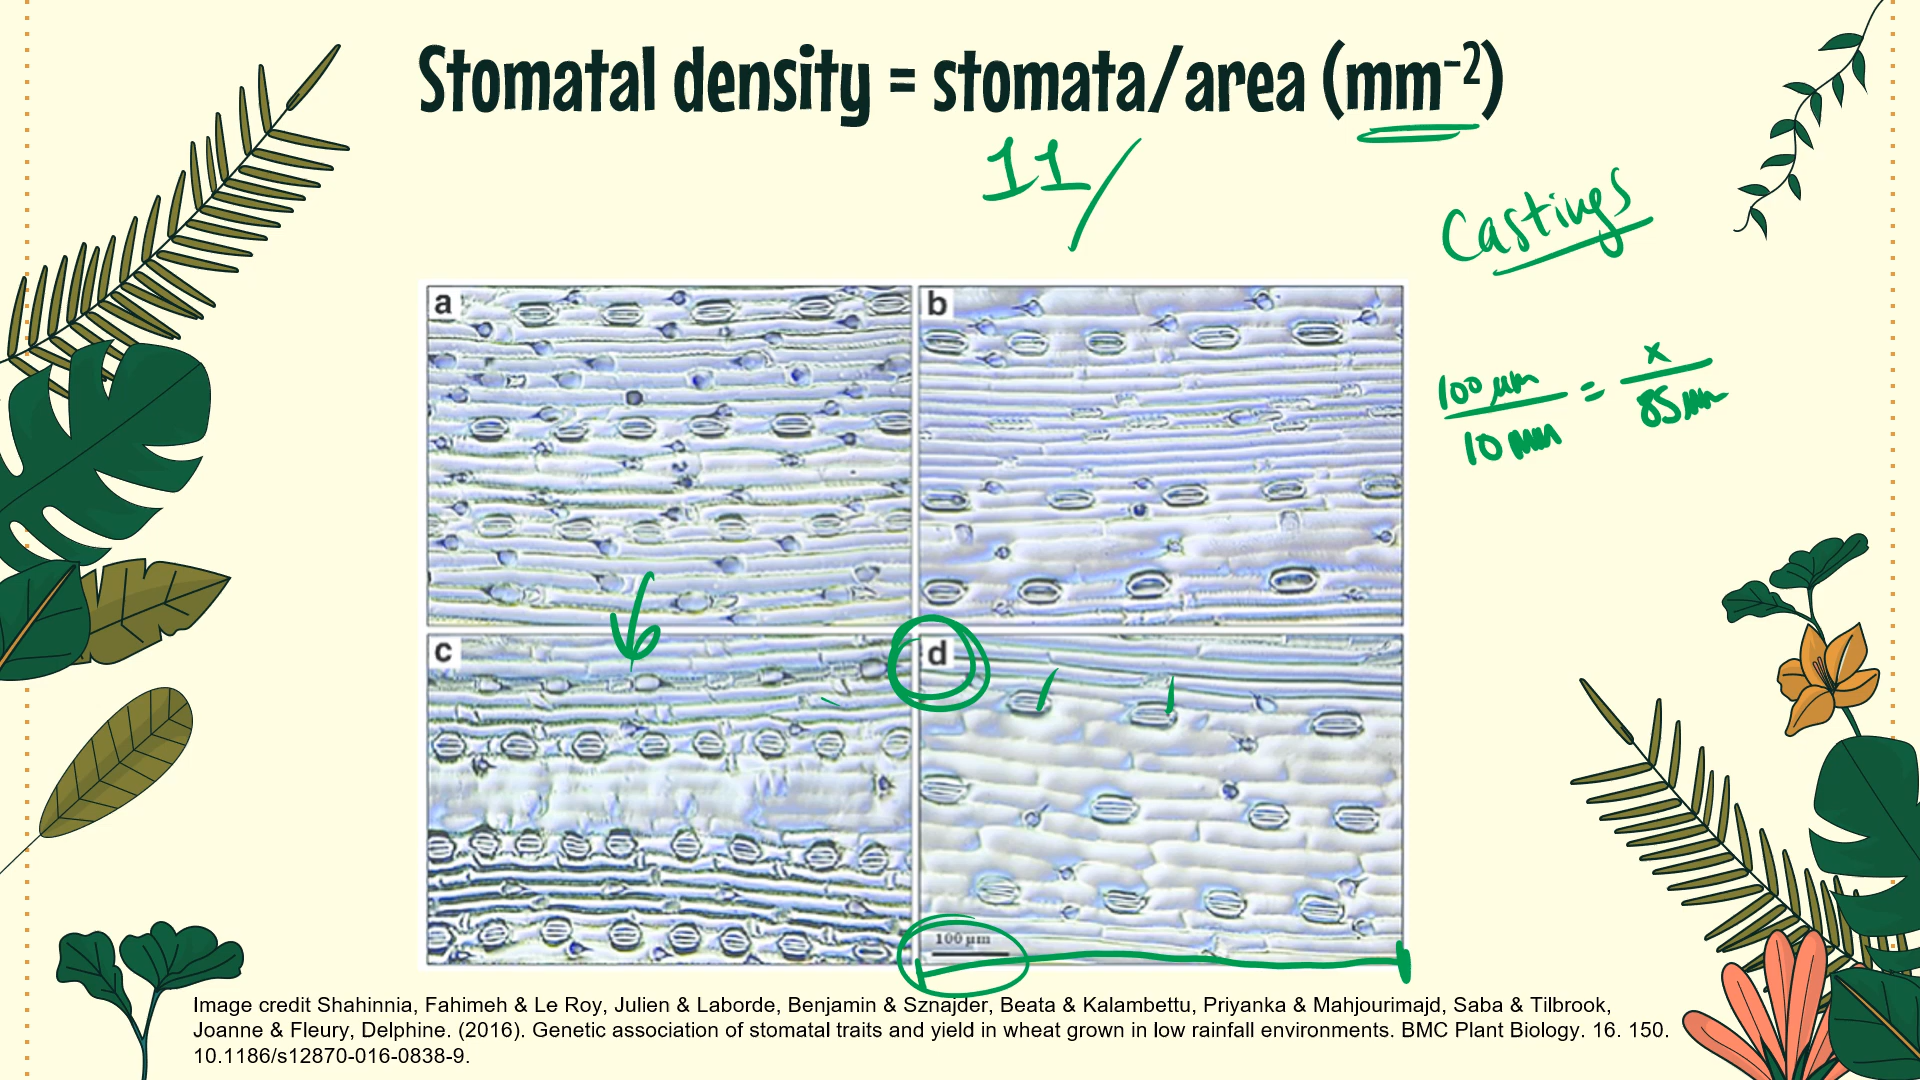 Stomatal density = stomata/area (mm⁻²)
11/
Castings
a
b
100 µm / 10 mm = x / 85 mm
c
d
100 µm
Image credit Shahinnia, Fahimeh & Le Roy, Julien & Laborde, Benjamin & Sznajder, Beata & Kalambettu, Priyanka & Mahjourimajd, Saba & Tilbrook,
Joanne & Fleury, Delphine. (2016). Genetic association of stomatal traits and yield in wheat grown in low rainfall environments. BMC Plant Biology. 16. 150.
10.1186/s12870-016-0838-9.